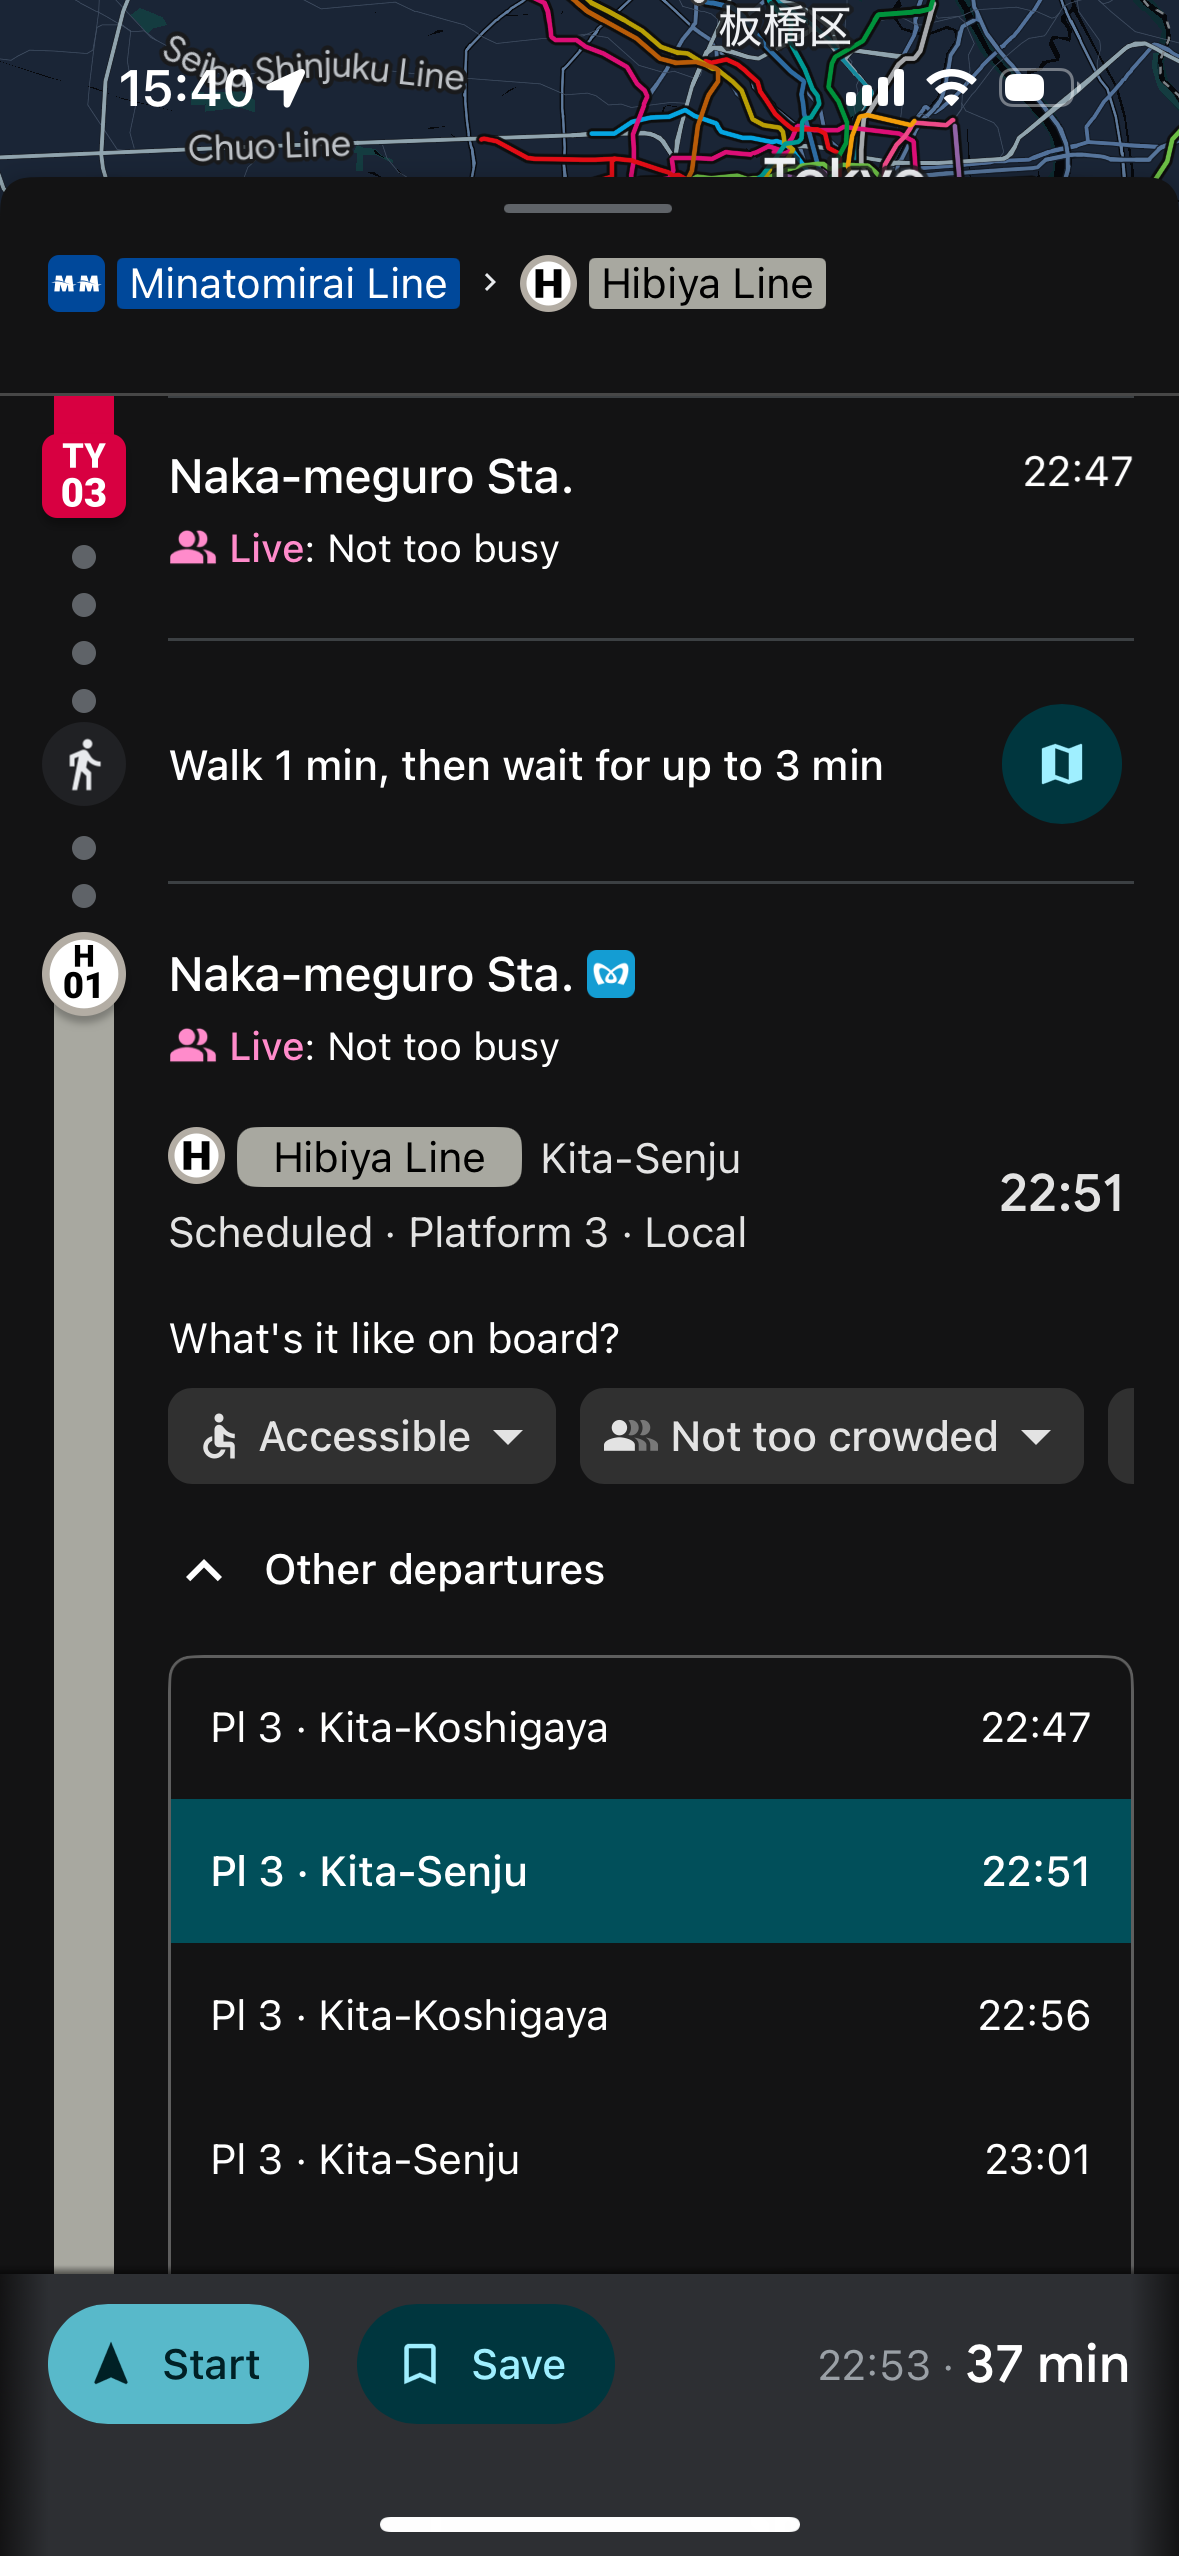 板橋区
Seibu Shinjuku Line
15:40
Chuo Line
Tokyo
MM Minatomirai Line › H Hibiya Line
TY
03
Naka-meguro Sta.
22:47
Live: Not too busy
Walk 1 min, then wait for up to 3 min
H
01
Naka-meguro Sta.
Live: Not too busy
H Hibiya Line Kita-Senju
22:51
Scheduled · Platform 3 · Local
What's it like on board?
Accessible
Not too crowded
Other departures
Pl 3 · Kita-Koshigaya 22:47
Pl 3 · Kita-Senju 22:51
Pl 3 · Kita-Koshigaya 22:56
Pl 3 · Kita-Senju 23:01
Start
Save
22:53 · 37 min